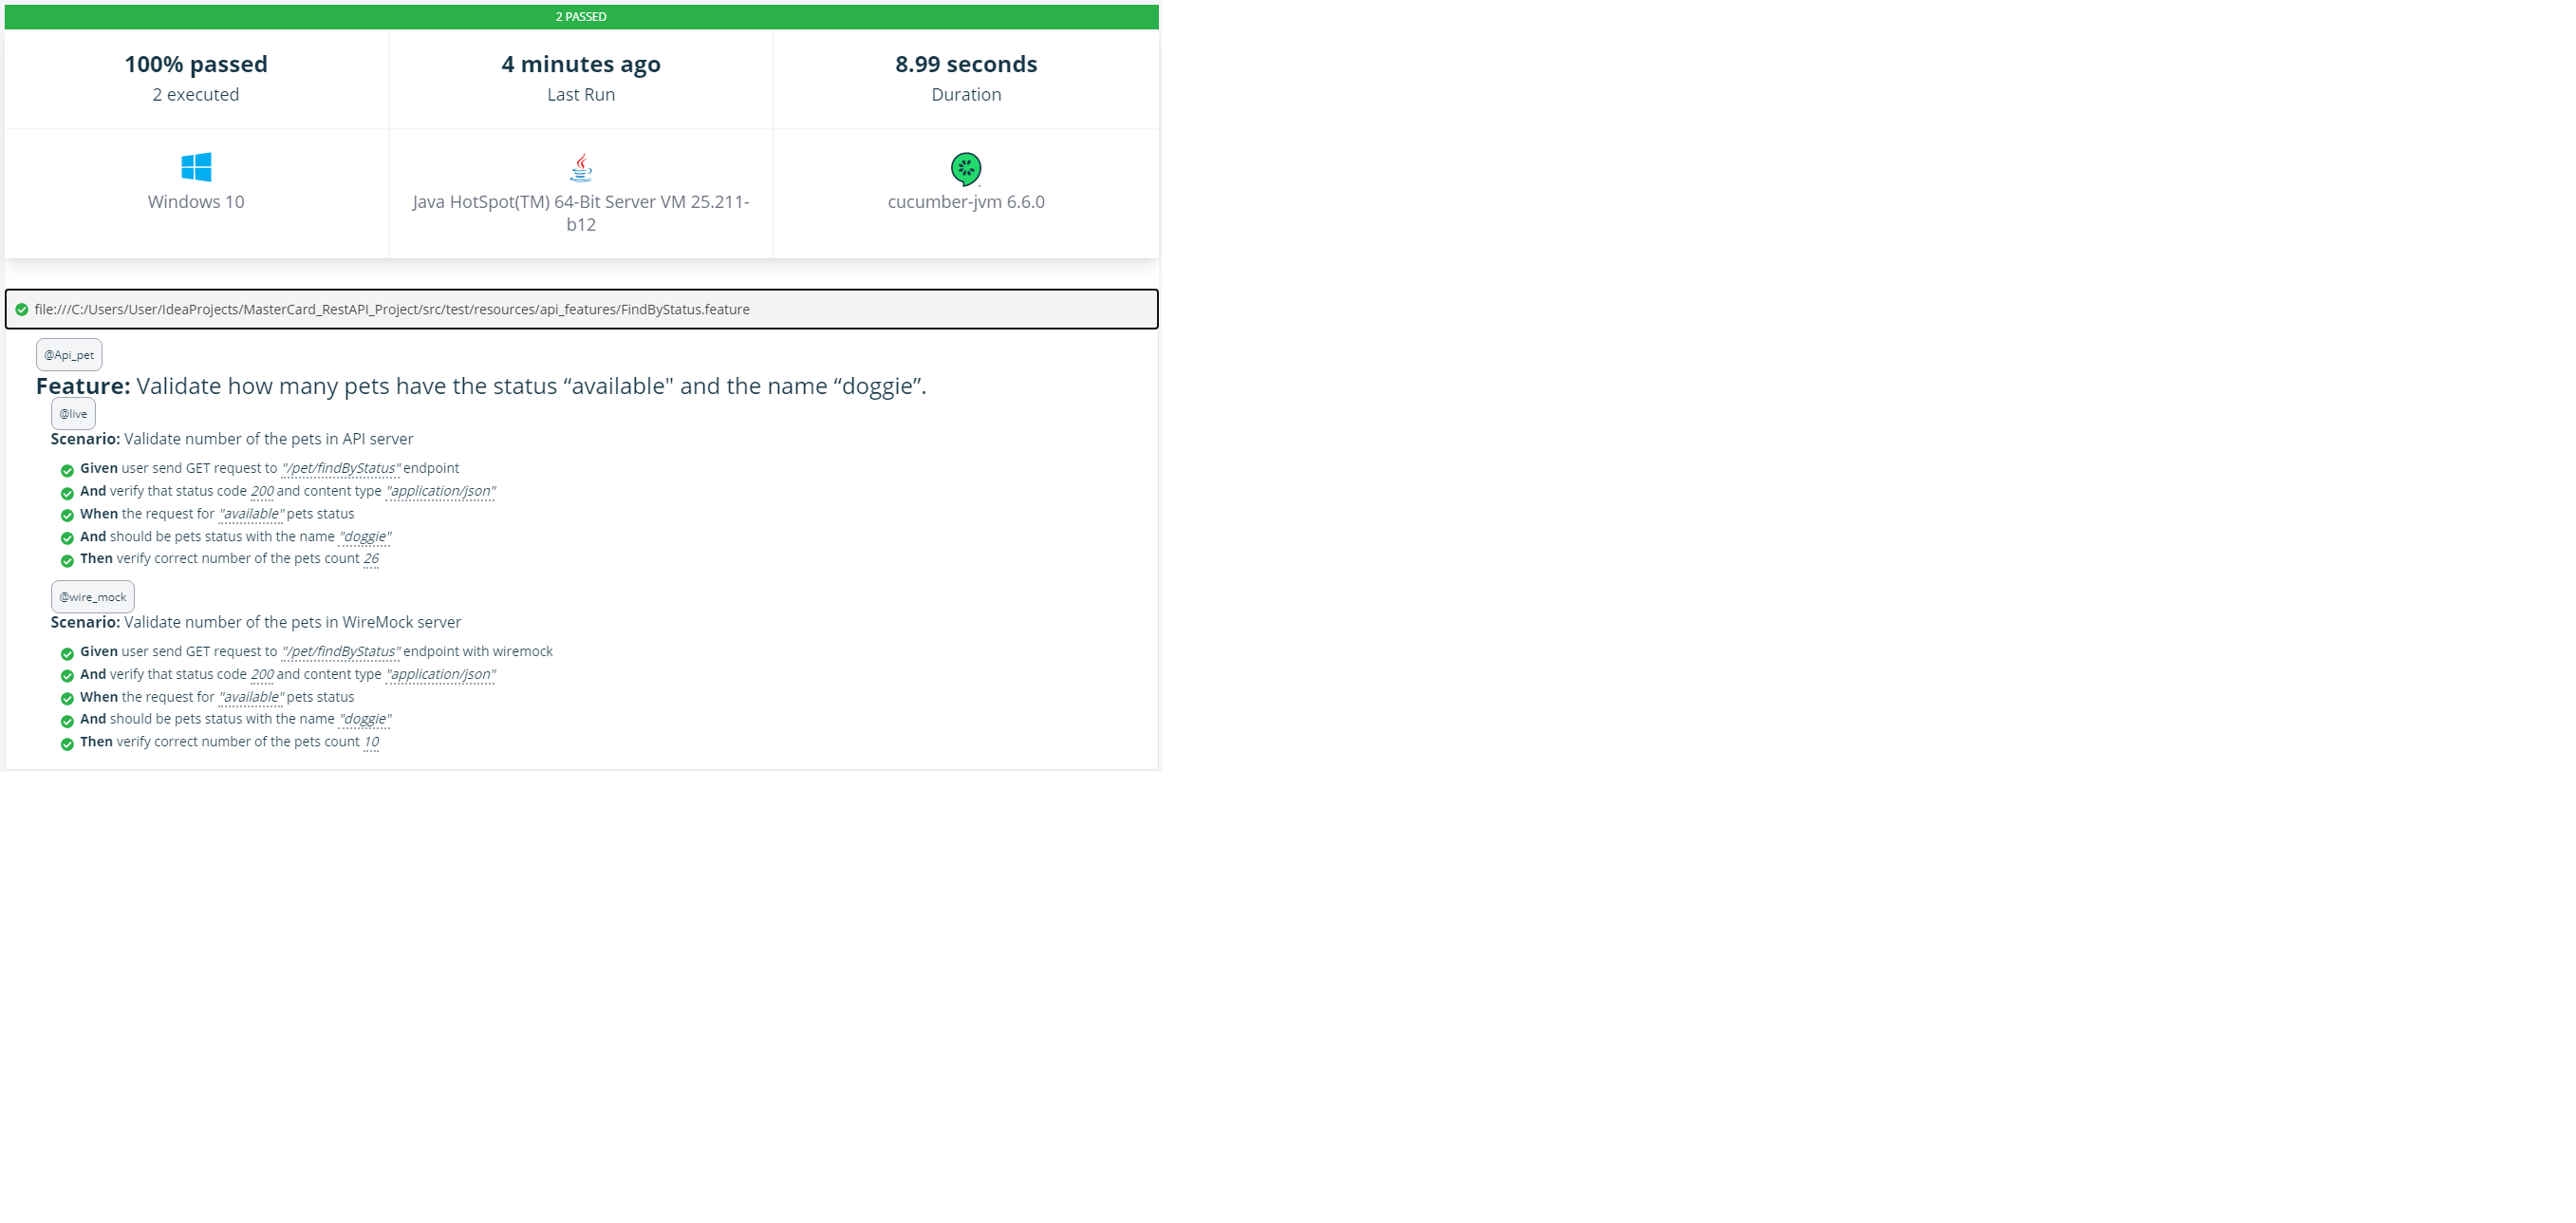 2 PASSED
100% passed
2 executed
4 minutes ago
Last Run
8.99 seconds
Duration
Windows 10
Java HotSpot(TM) 64-Bit Server VM 25.211-
b12
cucumber-jvm 6.6.0
file:///C:/Users/User/IdeaProjects/MasterCard_RestAPI_Project/src/test/resources/api_features/FindByStatus.feature
@Api_pet
Feature: Validate how many pets have the status “available" and the name “doggie”.
@live
Scenario: Validate number of the pets in API server
Given user send GET request to "/pet/findByStatus" endpoint
And verify that status code 200 and content type "application/json"
When the request for "available" pets status
And should be pets status with the name "doggie"
Then verify correct number of the pets count 26
@wire_mock
Scenario: Validate number of the pets in WireMock server
Given user send GET request to "/pet/findByStatus" endpoint with wiremock
And verify that status code 200 and content type "application/json"
When the request for "available" pets status
And should be pets status with the name "doggie"
Then verify correct number of the pets count 10